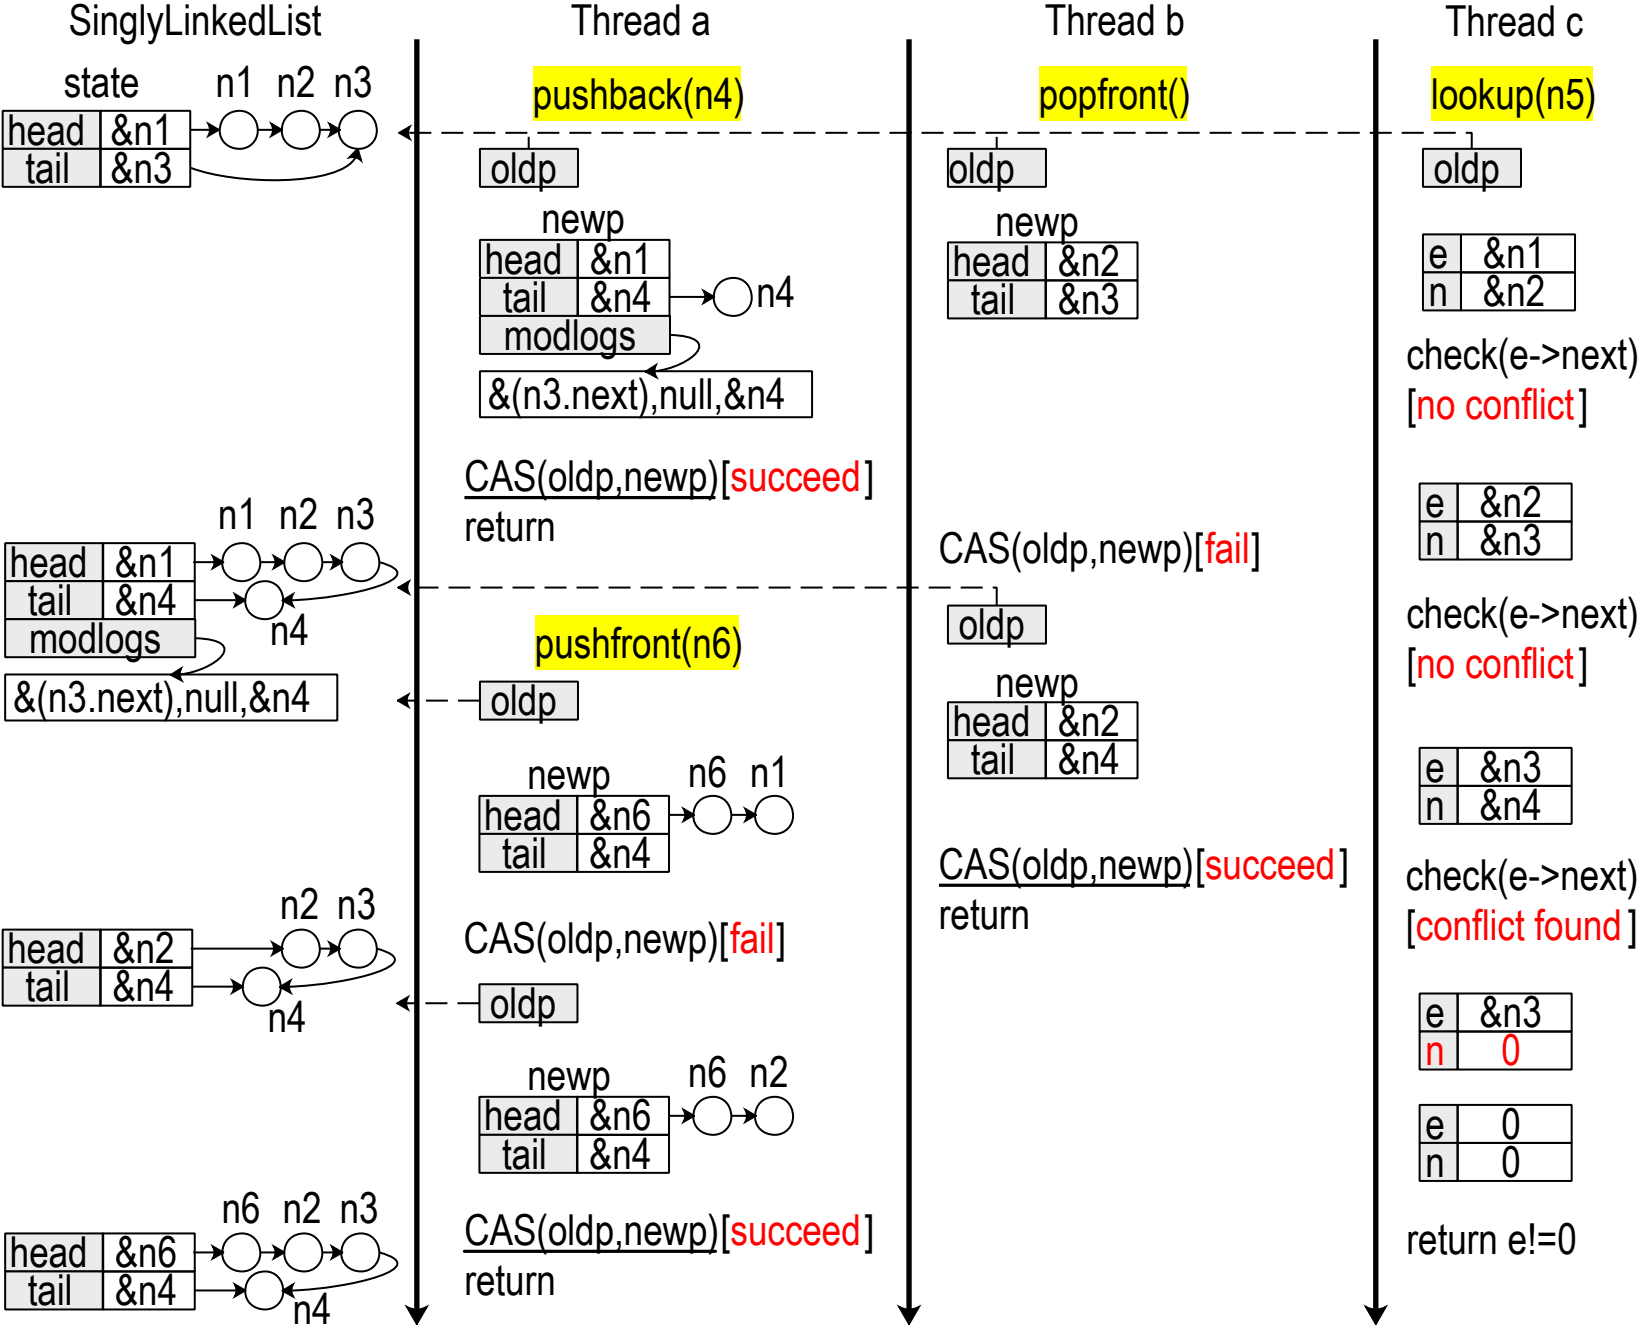 SinglyLinkedList
state n1 n2 n3
head &n1
tail &n3
n1 n2 n3
head &n1
tail &n4
n4
modlogs
&(n3.next),null,&n4
n2 n3
head &n2
tail &n4
n4
n6 n2 n3
head &n6
tail &n4
n4
Thread a
pushback(n4)
oldp
newp
head &n1
tail &n4 n4
modlogs
&(n3.next),null,&n4
CAS(oldp,newp)[succeed]
return
pushfront(n6)
oldp
newp n6 n1
head &n6
tail &n4
CAS(oldp,newp)[fail]
oldp
newp n6 n2
head &n6
tail &n4
CAS(oldp,newp)[succeed]
return
Thread b
popfront()
oldp
newp
head &n2
tail &n3
CAS(oldp,newp)[fail]
oldp
newp
head &n2
tail &n4
CAS(oldp,newp)[succeed]
return
Thread c
lookup(n5)
oldp
e &n1
n &n2
check(e->next)
[no conflict]
e &n2
n &n3
check(e->next)
[no conflict]
e &n3
n &n4
check(e->next)
[conflict found]
e &n3
n 0
e 0
n 0
return e!=0